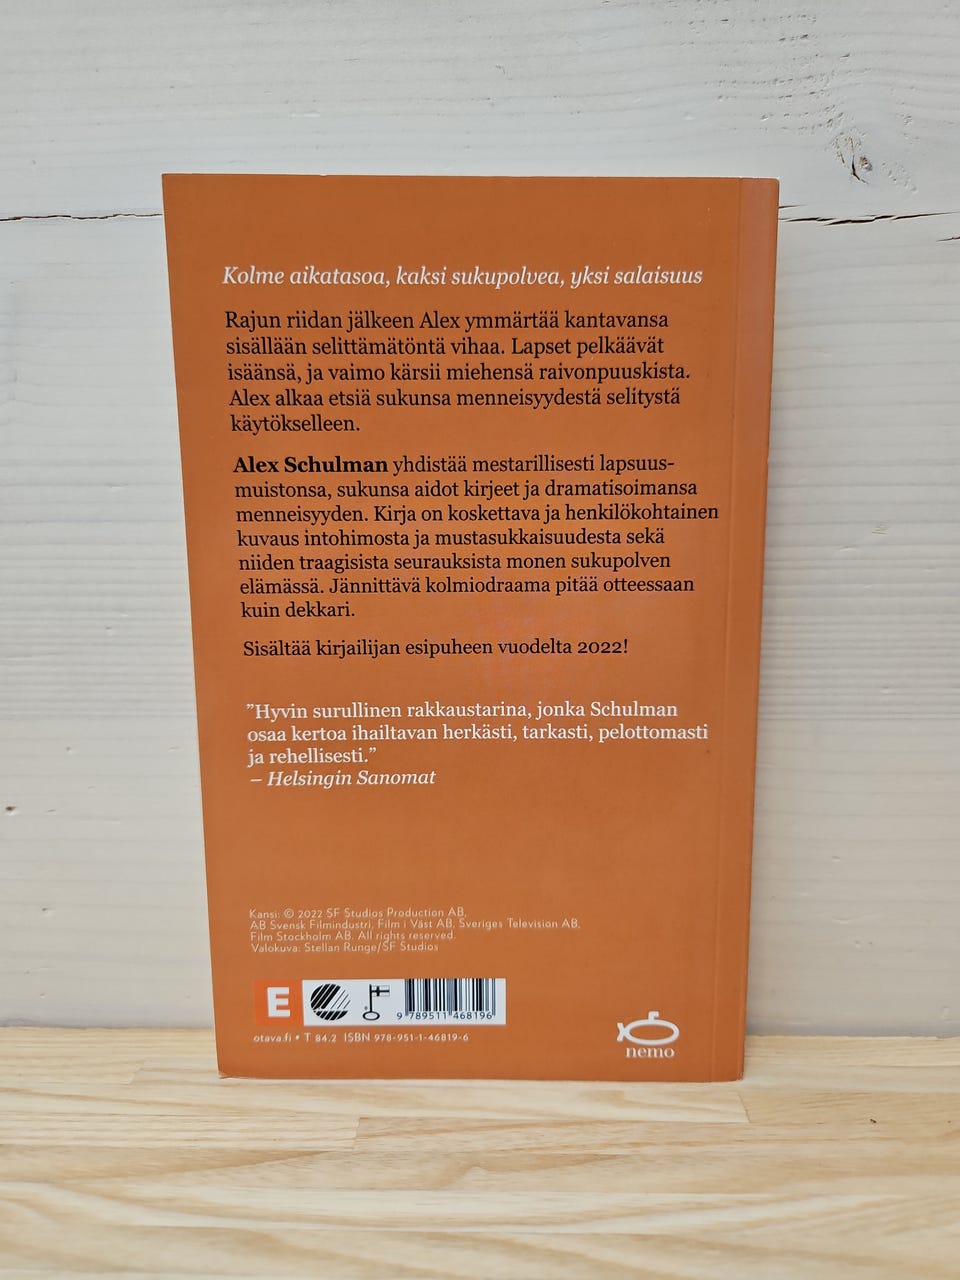 Kolme aikatasoa, kaksi sukupolvea, yksi salaisuus
Rajun riidan jälkeen Alex ymmärtää kantavansa
sisällään selittämätöntä vihaa. Lapset pelkäävät
isäänsä, ja vaimo kärsii miehensä raivonpuuskista.
Alex alkaa etsiä sukunsa menneisyydestä selitystä
käytökselleen.
Alex Schulman yhdistää mestarillisesti lapsuus-
muistonsa, sukunsa aidot kirjeet ja dramatisoimansa
menneisyyden. Kirja on koskettava ja henkilökohtainen
kuvaus intohimosta ja mustasukkaisuudesta sekä
niiden traagisista seurauksista monen sukupolven
elämässä. Jännittävä kolmiodraama pitää otteessaan
kuin dekkari.
Sisältää kirjailijan esipuheen vuodelta 2022!
”Hyvin surullinen rakkaustarina, jonka Schulman
osaa kertoa ihailtavan herkästi, tarkasti, pelottomasti
ja rehellisesti.”
– Helsingin Sanomat
Kansi: © 2022 SF Studios Production AB,
AB Svensk Filmindustri, Film i Väst AB, Sveriges Television AB,
Film Stockholm AB. All rights reserved.
Valokuva: Stellan Runge/SF Studios
E
9 789511 468196
otava.fi • T 84.2 ISBN 978-951-1-46819-6
nemo